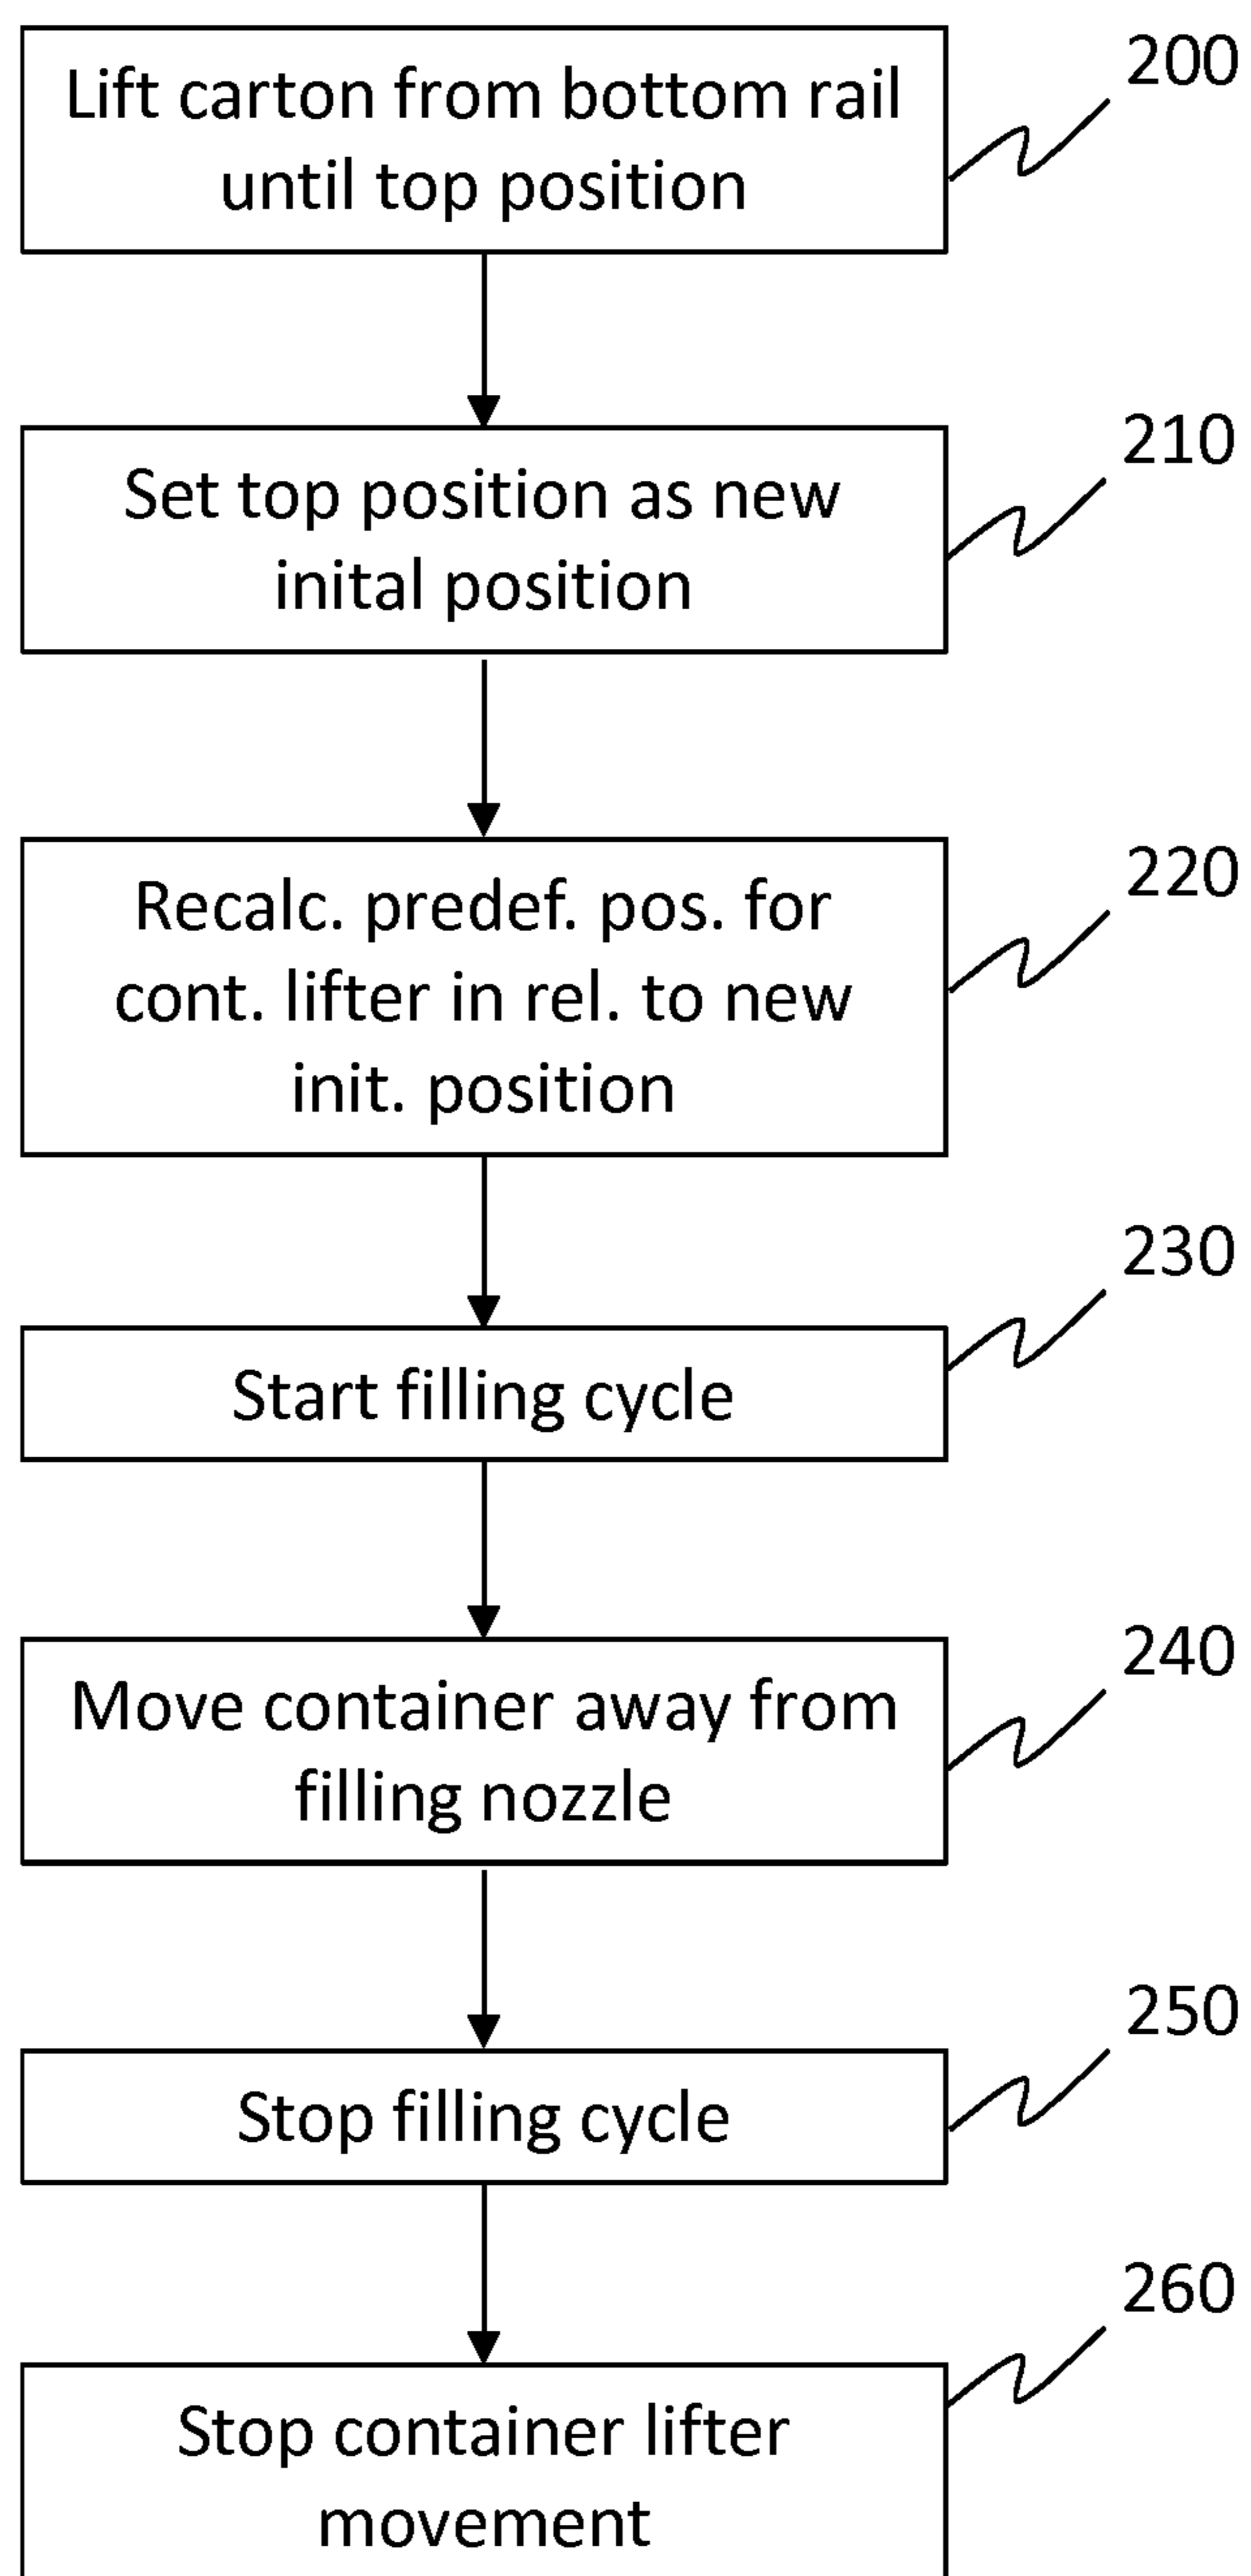 Lift carton from bottom rail
until top position
200
Set top position as new
inital position
210
Recalc. predef. pos. for
cont. lifter in rel. to new
init. position
220
Start filling cycle
230
Move container away from
filling nozzle
240
Stop filling cycle
250
Stop container lifter
movement
260